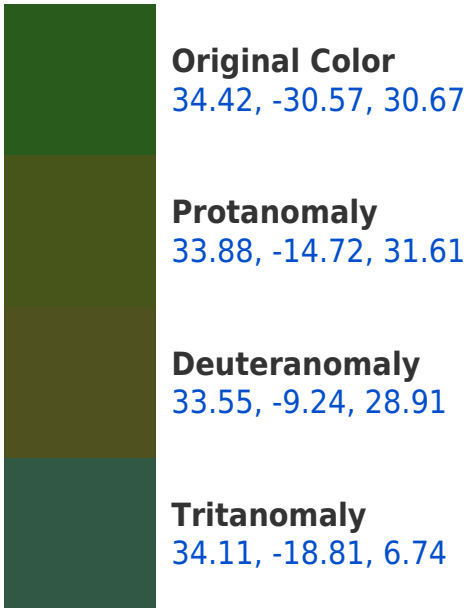 Original Color
34.42, -30.57, 30.67
Protanomaly
33.88, -14.72, 31.61
Deuteranomaly
33.55, -9.24, 28.91
Tritanomaly
34.11, -18.81, 6.74